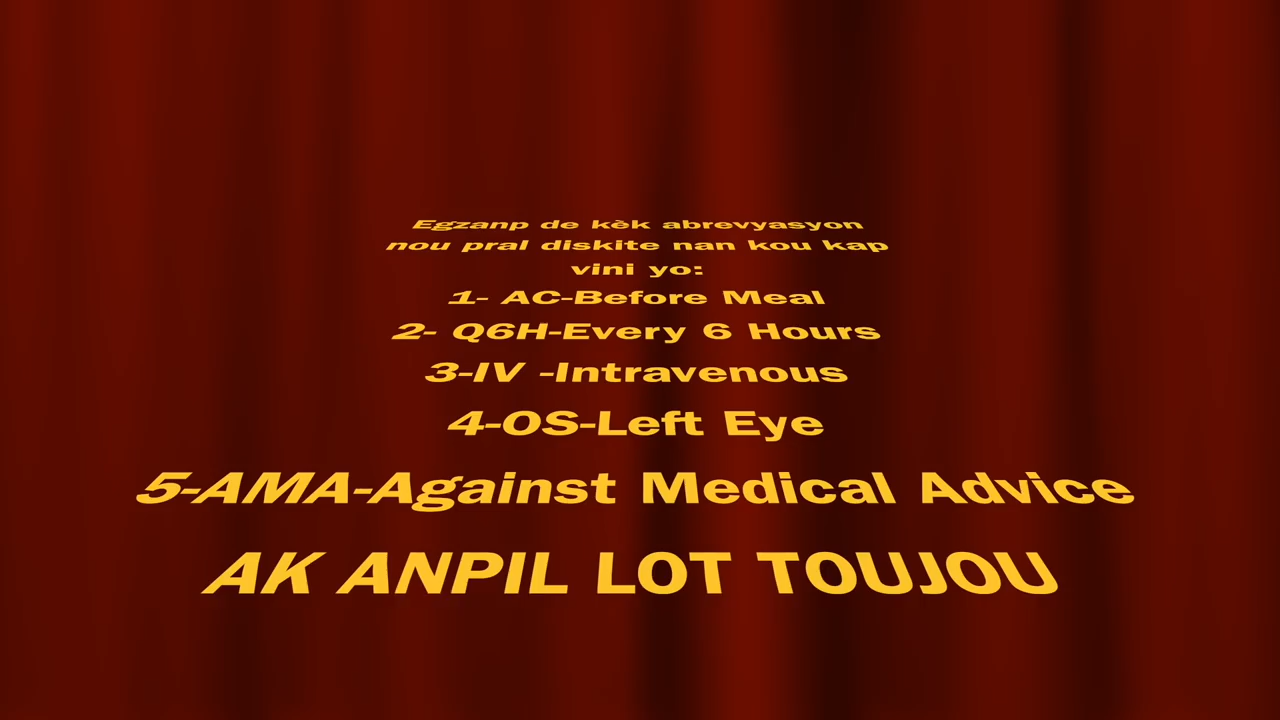 Egzanp de kèk abrevyasyon
nou pral diskite nan kou kap
vini yo:
1- AC-Before Meal
2- Q6H-Every 6 Hours
3-IV -Intravenous
4-OS-Left Eye
5-AMA-Against Medical Advice
AK ANPIL LOT TOUJOU